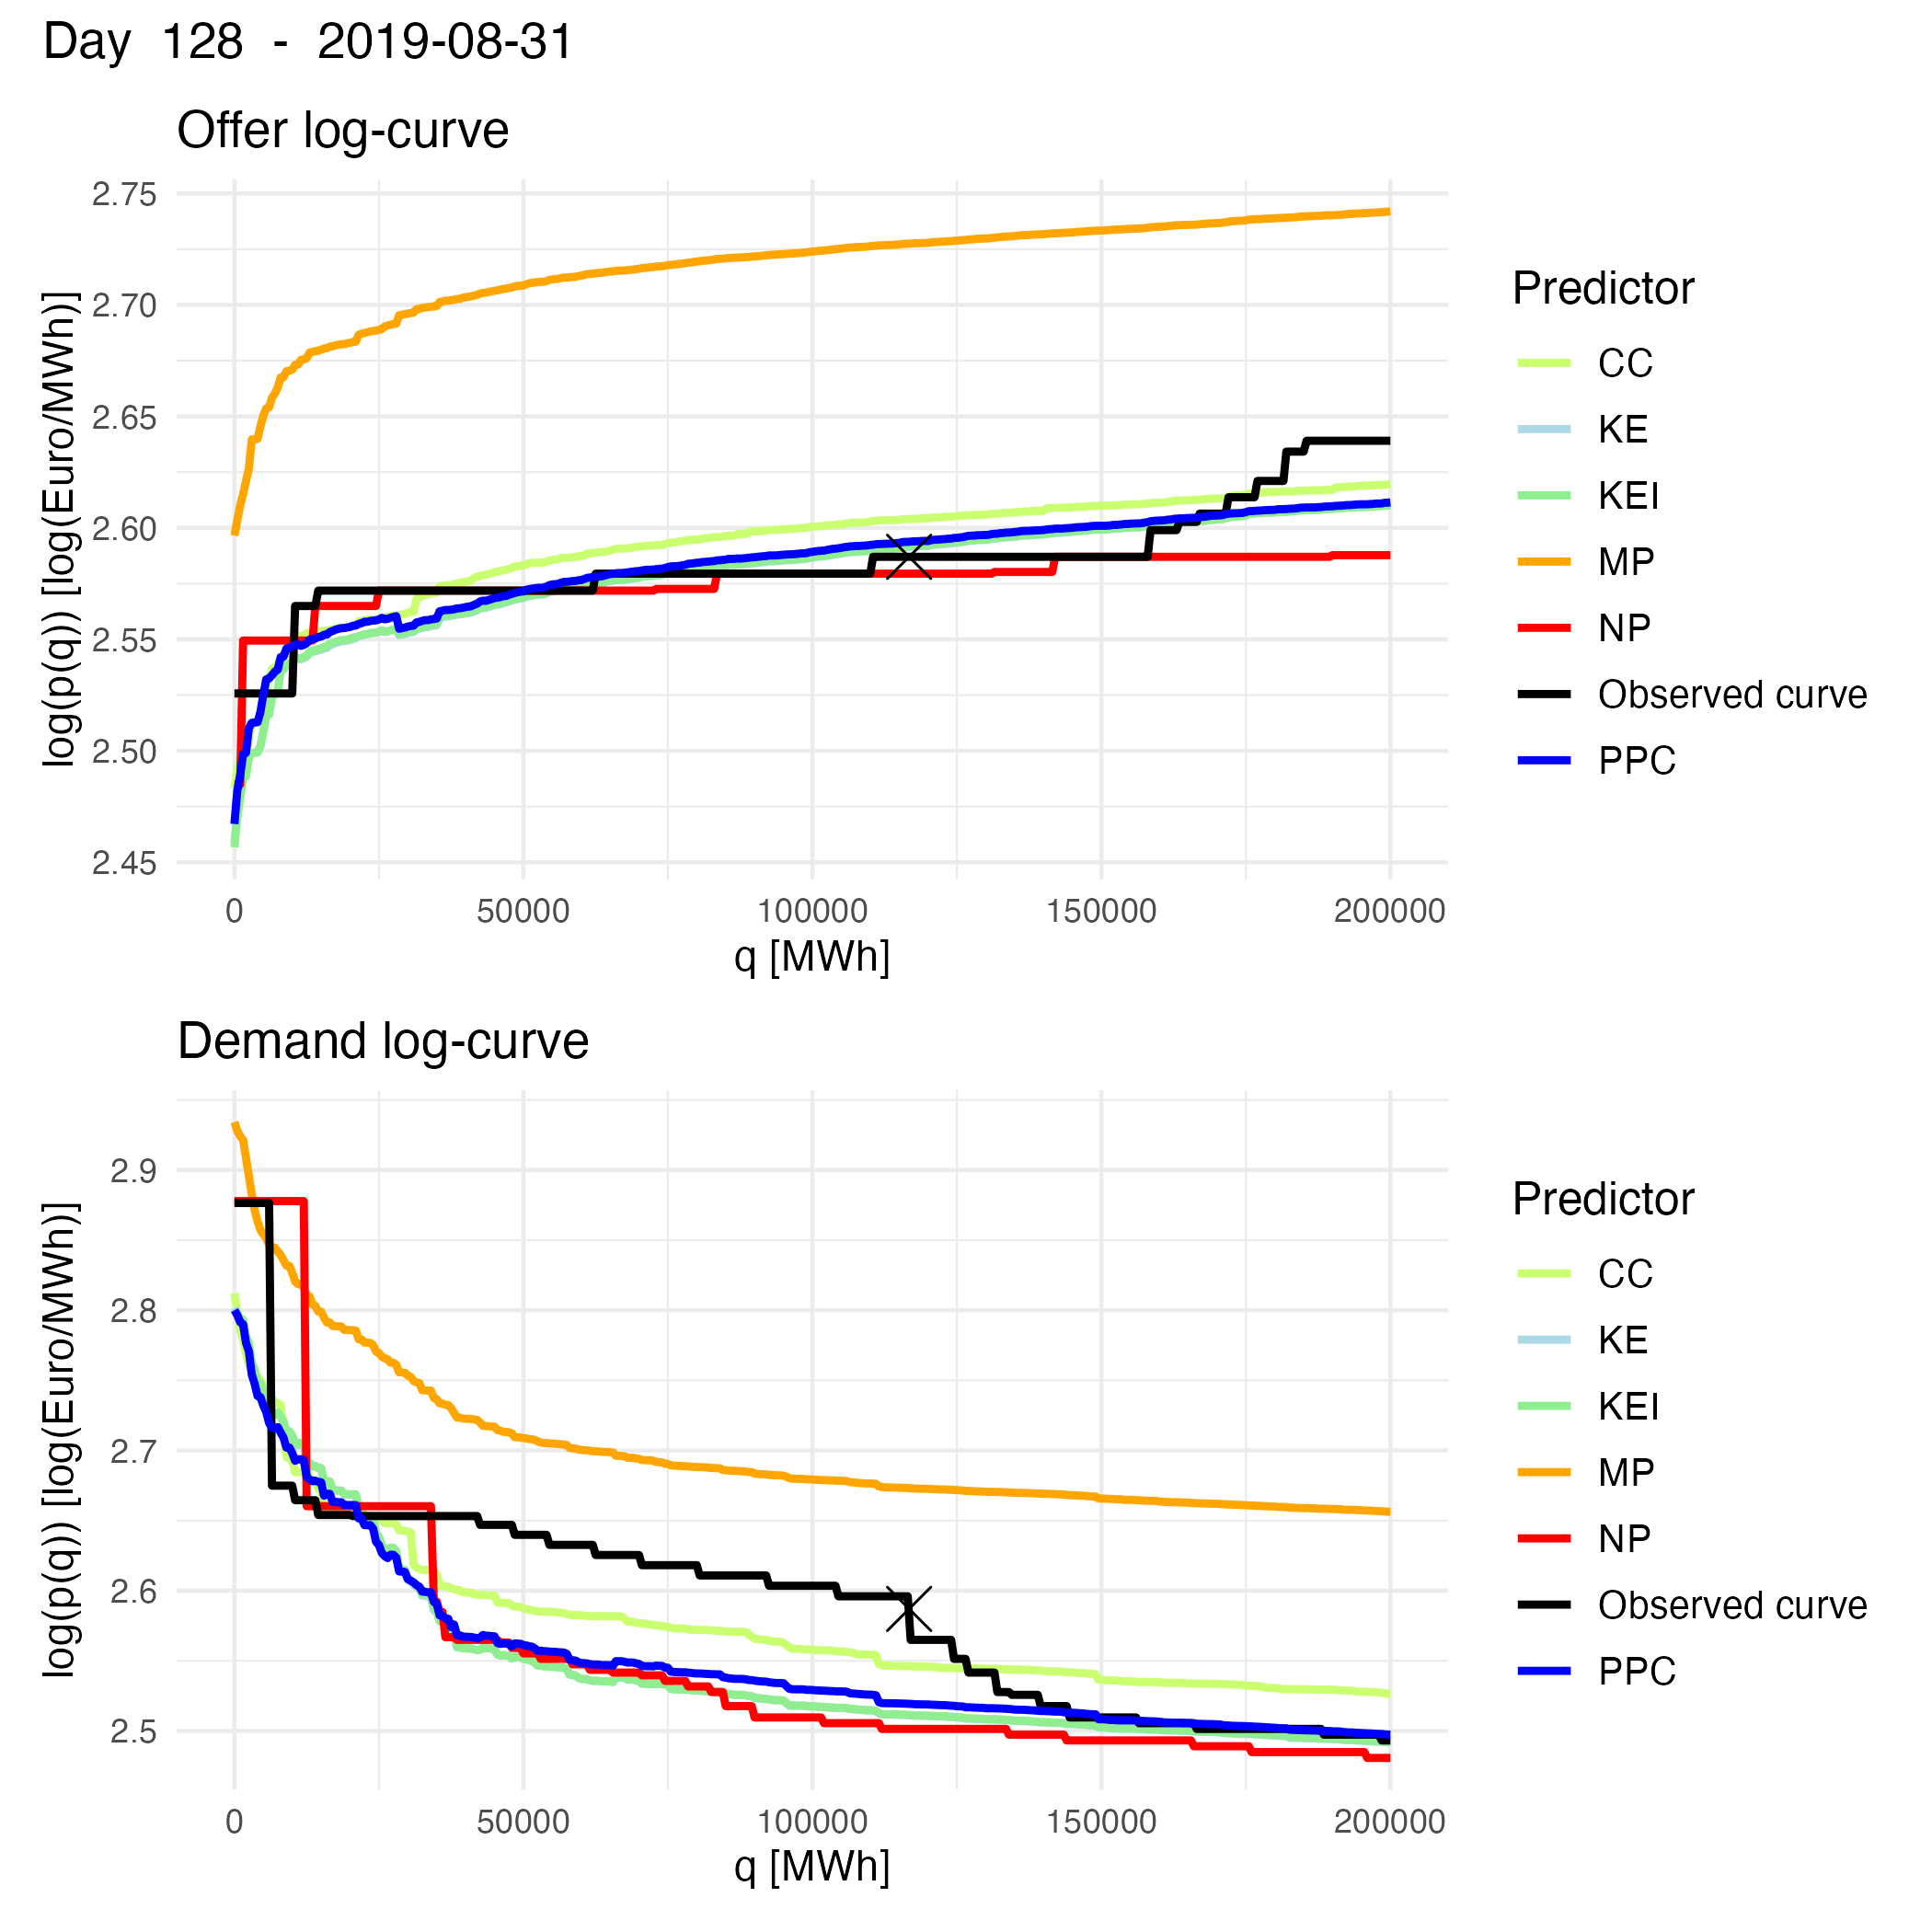 Day 128 - 2019-08-31
Offer log-curve
log(p(q)) [log(Euro/MWh)]
2.75
2.70
2.65
2.60
2.55
2.50
2.45
0 50000 100000 150000 200000
q [MWh]
Predictor
CC
KE
KEI
MP
NP
Observed curve
PPC
Demand log-curve
log(p(q)) [log(Euro/MWh)]
2.9
2.8
2.7
2.6
2.5
0 50000 100000 150000 200000
q [MWh]
Predictor
CC
KE
KEI
MP
NP
Observed curve
PPC